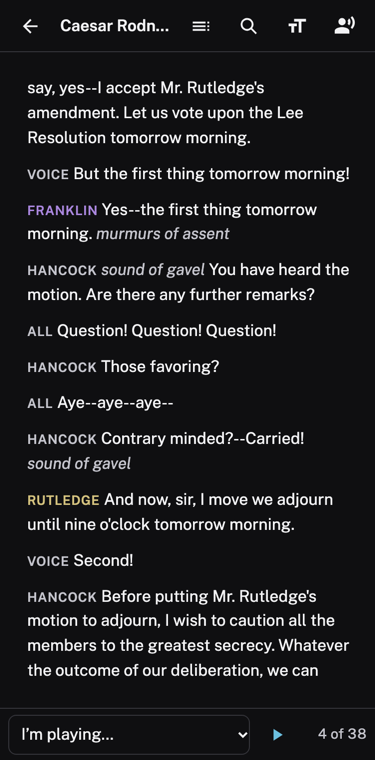 Caesar Rodn...
say, yes--I accept Mr. Rutledge's
amendment. Let us vote upon the Lee
Resolution tomorrow morning.
VOICE But the first thing tomorrow morning!
FRANKLIN Yes--the first thing tomorrow
morning. murmurs of assent
HANCOCK sound of gavel You have heard the
motion. Are there any further remarks?
ALL Question! Question! Question!
HANCOCK Those favoring?
ALL Aye--aye--aye--
HANCOCK Contrary minded?--Carried!
sound of gavel
RUTLEDGE And now, sir, I move we adjourn
until nine o'clock tomorrow morning.
VOICE Second!
HANCOCK Before putting Mr. Rutledge's
motion to adjourn, I wish to caution all the
members to the greatest secrecy. Whatever
the outcome of our deliberation, we can
I'm playing... 4 of 38